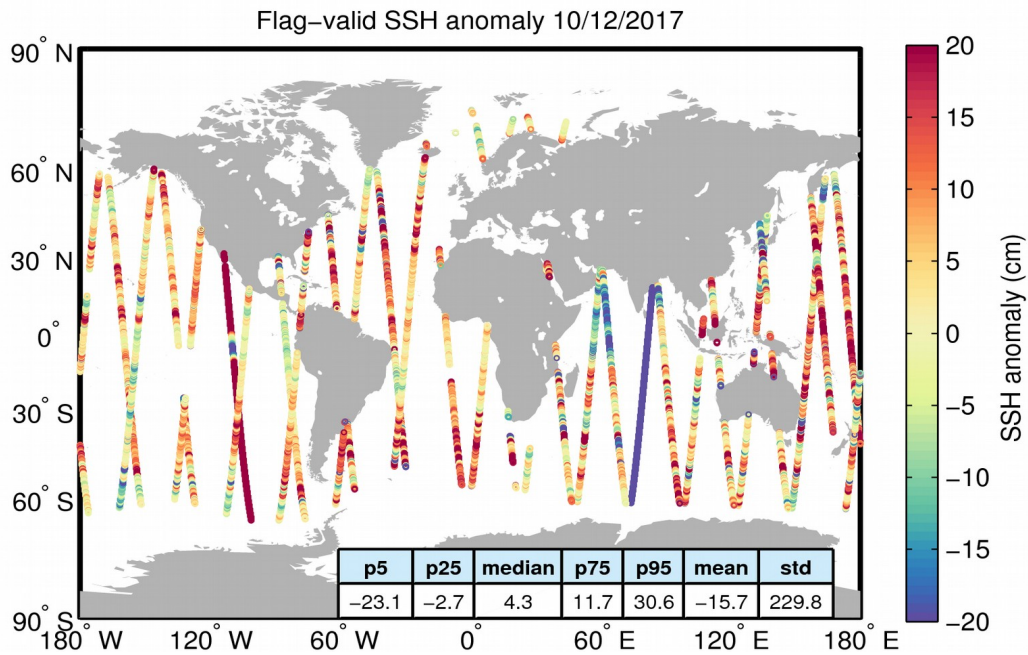 Flag−valid SSH anomaly 10/12/2017
90° N
60° N
30° N
0°
30° S
60° S
90° S
180° W
120° W
60° W
0°
60° E
120° E
180° E
p5 p25 median p75 p95 mean std
−23.1 −2.7 4.3 11.7 30.6 −15.7 229.8
20
15
10
5
0
−5
−10
−15
−20
SSH anomaly (cm)